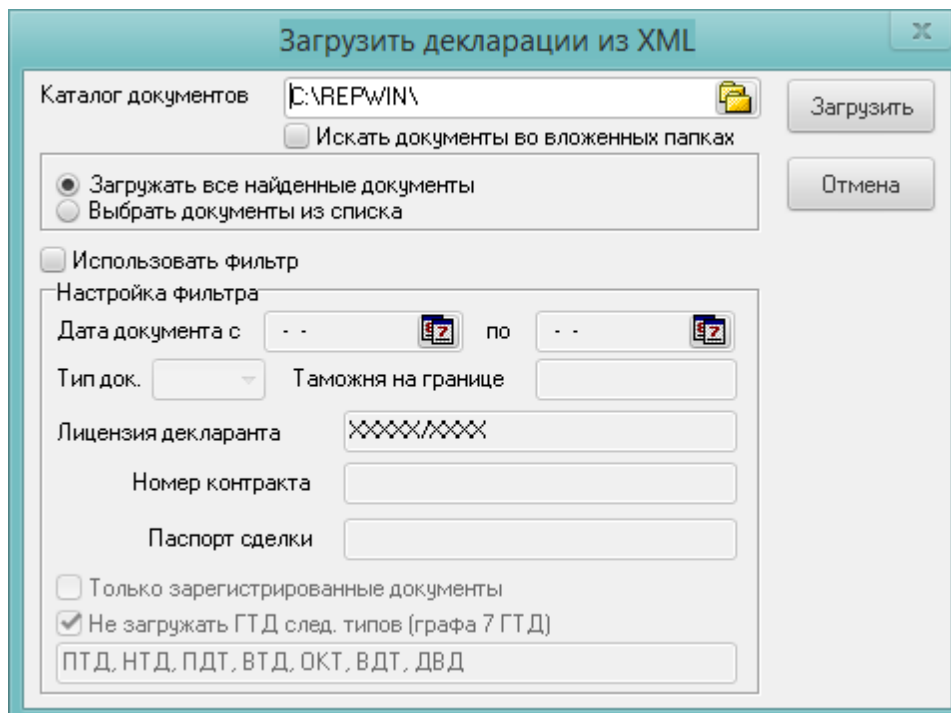 Загрузить декларации из XML
x
Каталог документов C:\REPWIN\ Загрузить
Искать документы во вложенных папках
Загружать все найденные документы Отмена
Выбрать документы из списка
Использовать фильтр
Настройка фильтра
Дата документа с - - по - -
Тип док. Таможня на границе
Лицензия декларанта XXXXX/XXXX
Номер контракта
Паспорт сделки
Только зарегистрированные документы
Не загружать ГТД след. типов (графа 7 ГТД)
ПТД, НТД, ПДТ, ВТД, ОКТ, ВДТ, ДВД